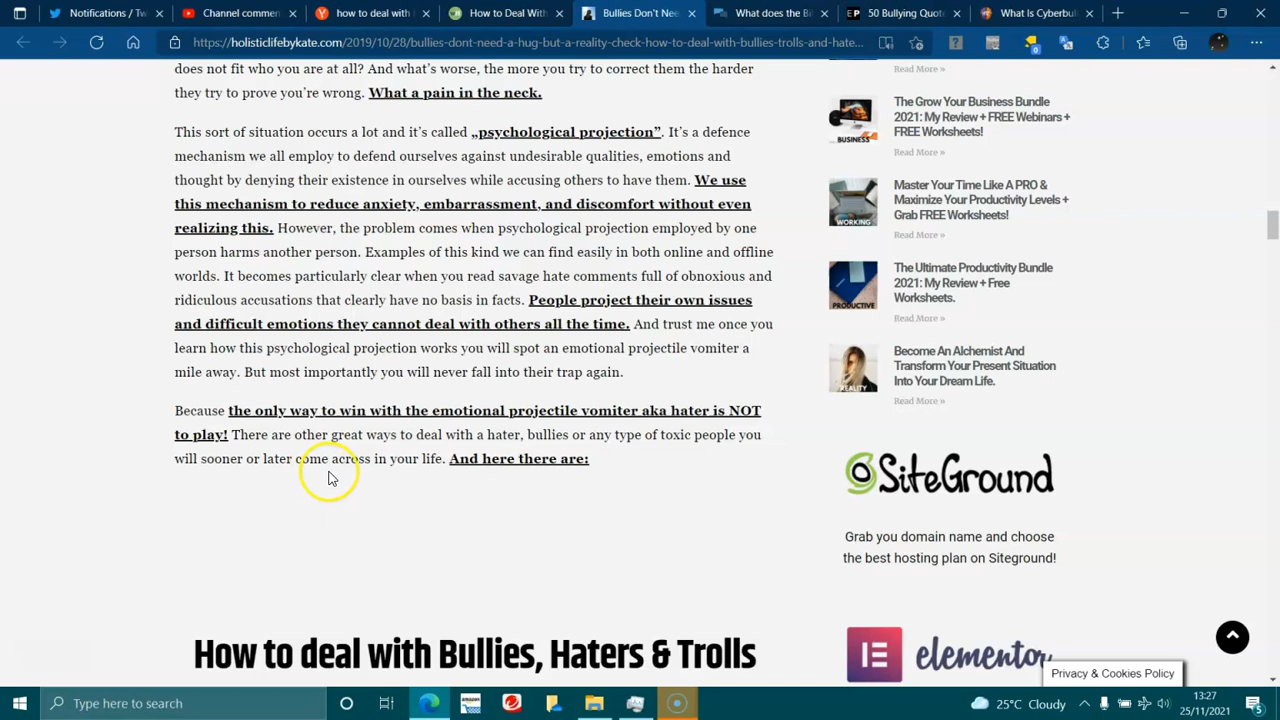 Notifications / Tw
Channel commen
how to deal with
How to Deal With
Bullies Don't Need
What does the Bi
50 Bullying Quote
What Is Cyberbul
https://holisticlifebykate.com/2019/10/28/bullies-dont-need-a-hug-but-a-reality-check-how-to-deal-with-bullies-trolls-and-hate...
does not fit who you are at all? And what's worse, the more you try to correct them the harder
they try to prove you're wrong. What a pain in the neck.
This sort of situation occurs a lot and it's called „psychological projection”. It's a defence
mechanism we all employ to defend ourselves against undesirable qualities, emotions and
thought by denying their existence in ourselves while accusing others to have them. We use
this mechanism to reduce anxiety, embarrassment, and discomfort without even
realizing this. However, the problem comes when psychological projection employed by one
person harms another person. Examples of this kind we can find easily in both online and offline
worlds. It becomes particularly clear when you read savage hate comments full of obnoxious and
ridiculous accusations that clearly have no basis in facts. People project their own issues
and difficult emotions they cannot deal with others all the time. And trust me once you
learn how this psychological projection works you will spot an emotional projectile vomiter a
mile away. But most importantly you will never fall into their trap again.
Because the only way to win with the emotional projectile vomiter aka hater is NOT
to play! There are other great ways to deal with a hater, bullies or any type of toxic people you
will sooner or later come across in your life. And here there are:
How to deal with Bullies, Haters & Trolls
Read More »
BUSINESS
The Grow Your Business Bundle
2021: My Review + FREE Webinars +
FREE Worksheets!
Read More »
WORKING
Master Your Time Like A PRO &
Maximize Your Productivity Levels +
Grab FREE Worksheets!
Read More »
PRODUCTIVE
The Ultimate Productivity Bundle
2021: My Review + Free
Worksheets.
Read More »
REALITY
Become An Alchemist And
Transform Your Present Situation
Into Your Dream Life.
Read More »
SiteGround
Grab you domain name and choose
the best hosting plan on Siteground!
elementor
Privacy & Cookies Policy
Type here to search
amazon
25°C Cloudy
13:27
25/11/2021
5